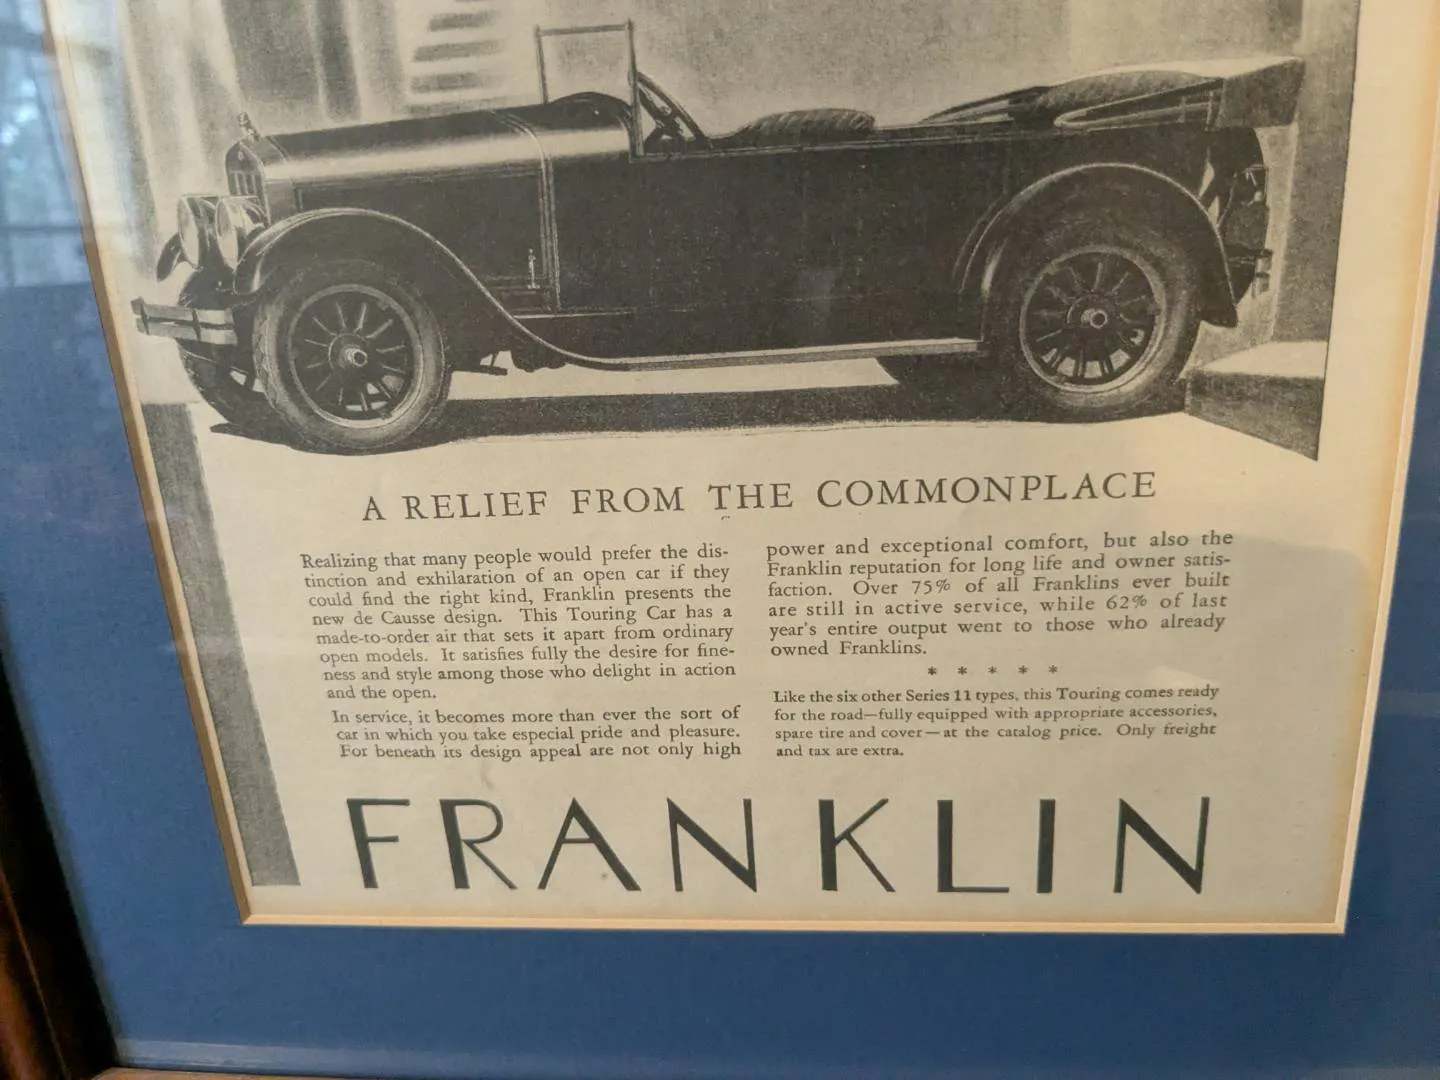 A RELIEF FROM THE COMMONPLACE
Realizing that many people would prefer the dis-
tinction and exhilaration of an open car if they
could find the right kind, Franklin presents the
new de Causse design. This Touring Car has a
made-to-order air that sets it apart from ordinary
open models. It satisfies fully the desire for fine-
ness and style among those who delight in action
and the open.
In service, it becomes more than ever the sort of
car in which you take especial pride and pleasure.
For beneath its design appeal are not only high
power and exceptional comfort, but also the
Franklin reputation for long life and owner satis-
faction. Over 75% of all Franklins ever built
are still in active service, while 62% of last
year's entire output went to those who already
owned Franklins.
* * * * *
Like the six other Series 11 types, this Touring comes ready
for the road—fully equipped with appropriate accessories,
spare tire and cover—at the catalog price. Only freight
and tax are extra.
FRANKLIN